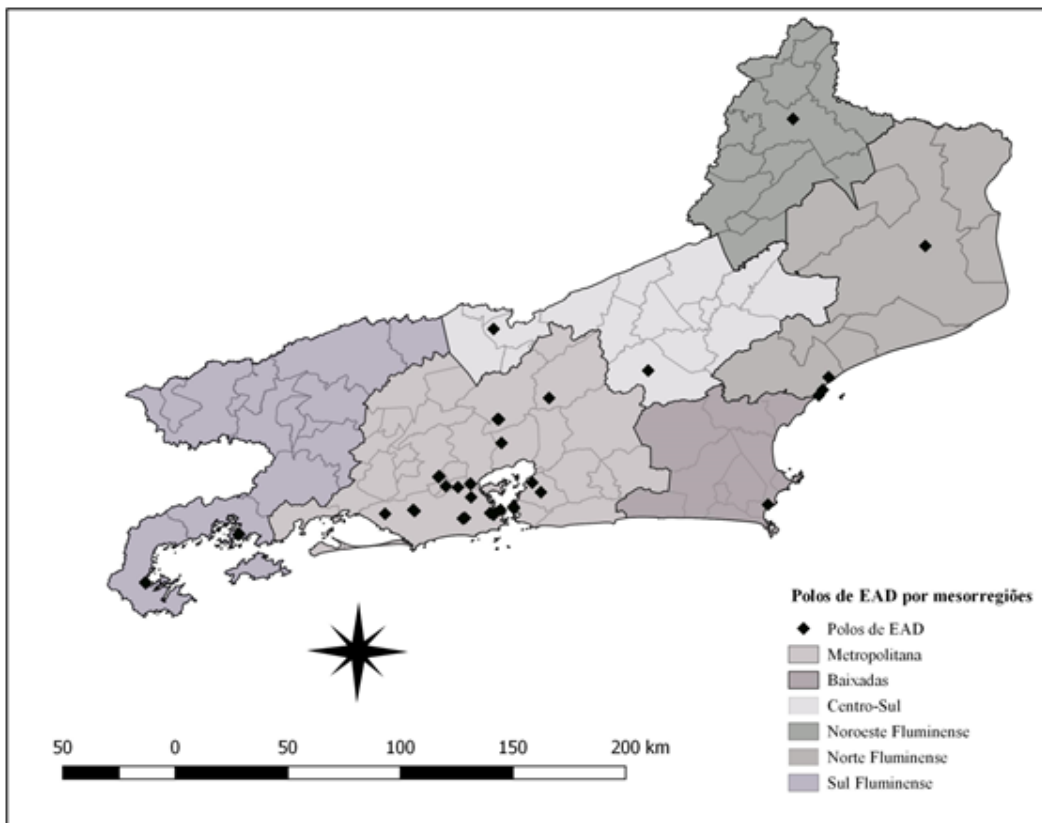 Polos de EAD por mesorregiões
Polos de EAD
Metropolitana
Baixadas
Centro-Sul
Noroeste Fluminense
Norte Fluminense
Sul Fluminense
50 0 50 100 150 200 km